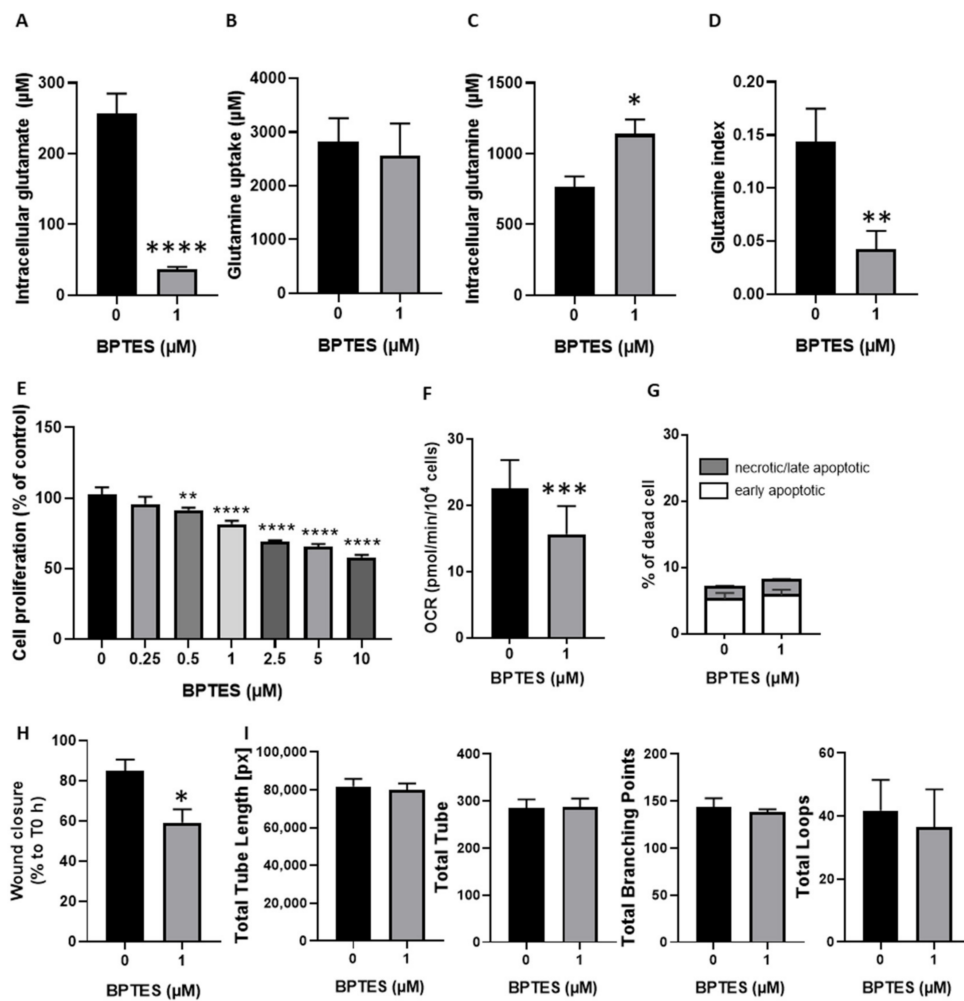 A
Intracellular glutamate (µM)
300
200
100
0
****
0 1
BPTES (µM)
B
Glutamine uptake (µM)
4000
3000
2000
1000
0
0 1
BPTES (µM)
C
Intracellular glutamine (µM)
1500
1000
500
0
*
0 1
BPTES (µM)
D
Glutamine index
0.20
0.15
0.10
0.05
0.00
**
0 1
BPTES (µM)
E
Cell proliferation (% of control)
150
100
50
0
** **** **** **** ****
0 0.25 0.5 1 2.5 5 10
BPTES (µM)
F
OCR (pmol/min/10⁴ cells)
30
20
10
0
***
0 1
BPTES (µM)
G
% of dead cell
30
20
10
0
necrotic/late apoptotic
early apoptotic
0 1
BPTES (µM)
H
Wound closure
(% to T0 h)
80
60
40
20
0
*
0 1
BPTES (µM)
I
Total Tube Length [px]
100,000
80,000
60,000
40,000
20,000
0
0 1
BPTES (µM)
Total Tube
400
300
200
100
0
0 1
BPTES (µM)
Total Branching Points
200
150
100
50
0
0 1
BPTES (µM)
Total Loops
60
40
20
0
0 1
BPTES (µM)